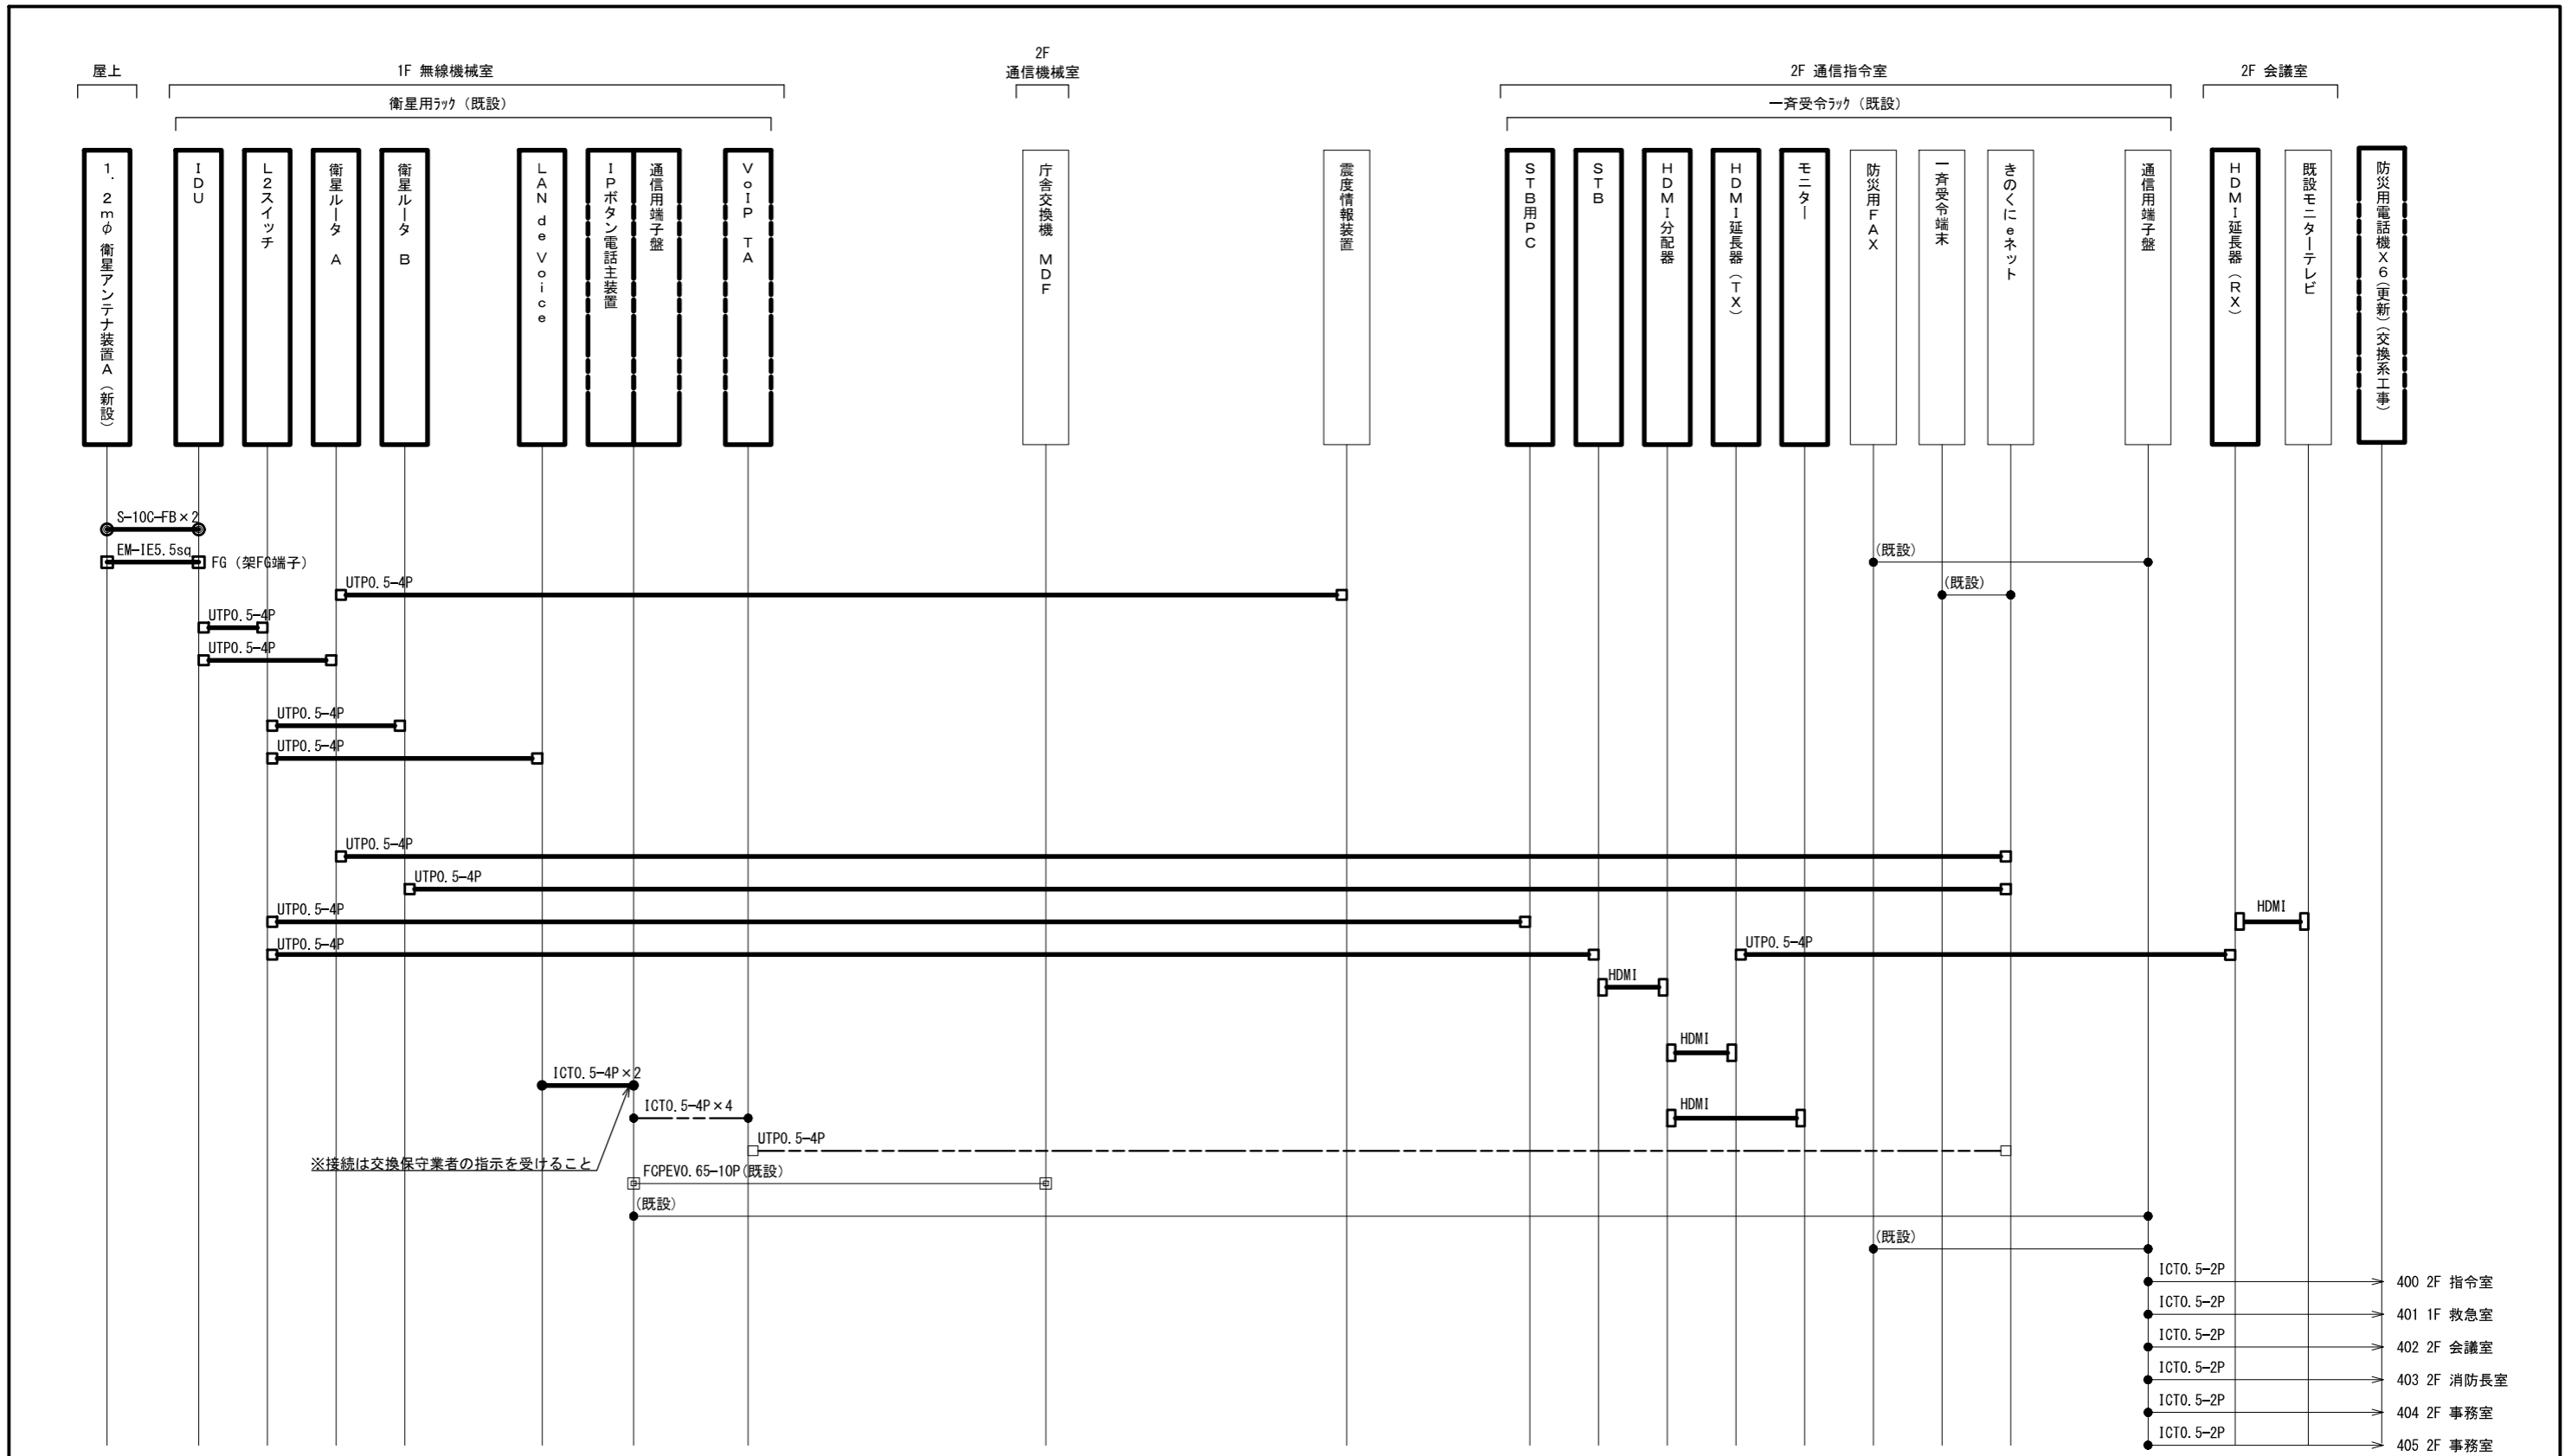 屋上
1F 無線機械室
2F
通信機械室
2F 通信指令室
2F 会議室
衛星用ラック（既設）
一斉受令ラック（既設）
1．2mφ 衛星アンテナ装置A（新設）
IDU
L2スイッチ
衛星ルータ A
衛星ルータ B
LAN de Voice
IPボタン電話主装置
通信用端子盤
VoIP TA
庁舎交換機 MDF
震度情報装置
STB用PC
STB
HDMI分配器
HDMI延長器（TX）
モニター
防災用FAX
一斉受令端末
きのくにeネット
通信用端子盤
HDMI延長器（RX）
既設モニターテレビ
防災用電話機X6（更新）（交換系工事）
S-10C-FB×2
EM-IE5.5sq
FG（架FG端子）
(既設)
UTP0.5-4P
(既設)
UTP0.5-4P
UTP0.5-4P
UTP0.5-4P
UTP0.5-4P
UTP0.5-4P
UTP0.5-4P
UTP0.5-4P
HDMI
UTP0.5-4P
UTP0.5-4P
HDMI
HDMI
ICT0.5-4P×2
ICT0.5-4P×4
HDMI
UTP0.5-4P
※接続は交換保守業者の指示を受けること
FCPEV0.65-10P(既設)
(既設)
(既設)
ICT0.5-2P
400 2F 指令室
ICT0.5-2P
401 1F 救急室
ICT0.5-2P
402 2F 会議室
ICT0.5-2P
403 2F 消防長室
ICT0.5-2P
404 2F 事務室
ICT0.5-2P
405 2F 事務室